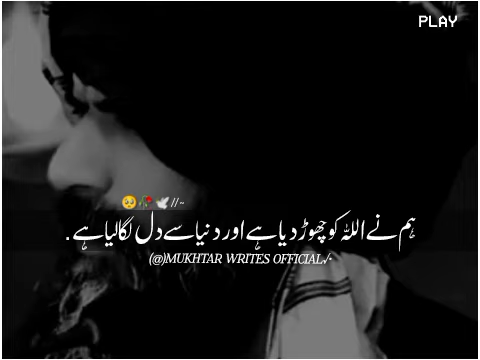 PLAY
🥺🥀🕊️//~
ہم نے اللہ کو چھوڑ دیا ہے اور دنیا سے دل لگا لیا ہے .
(@)MUKHTAR WRITES OFFICIAL√•